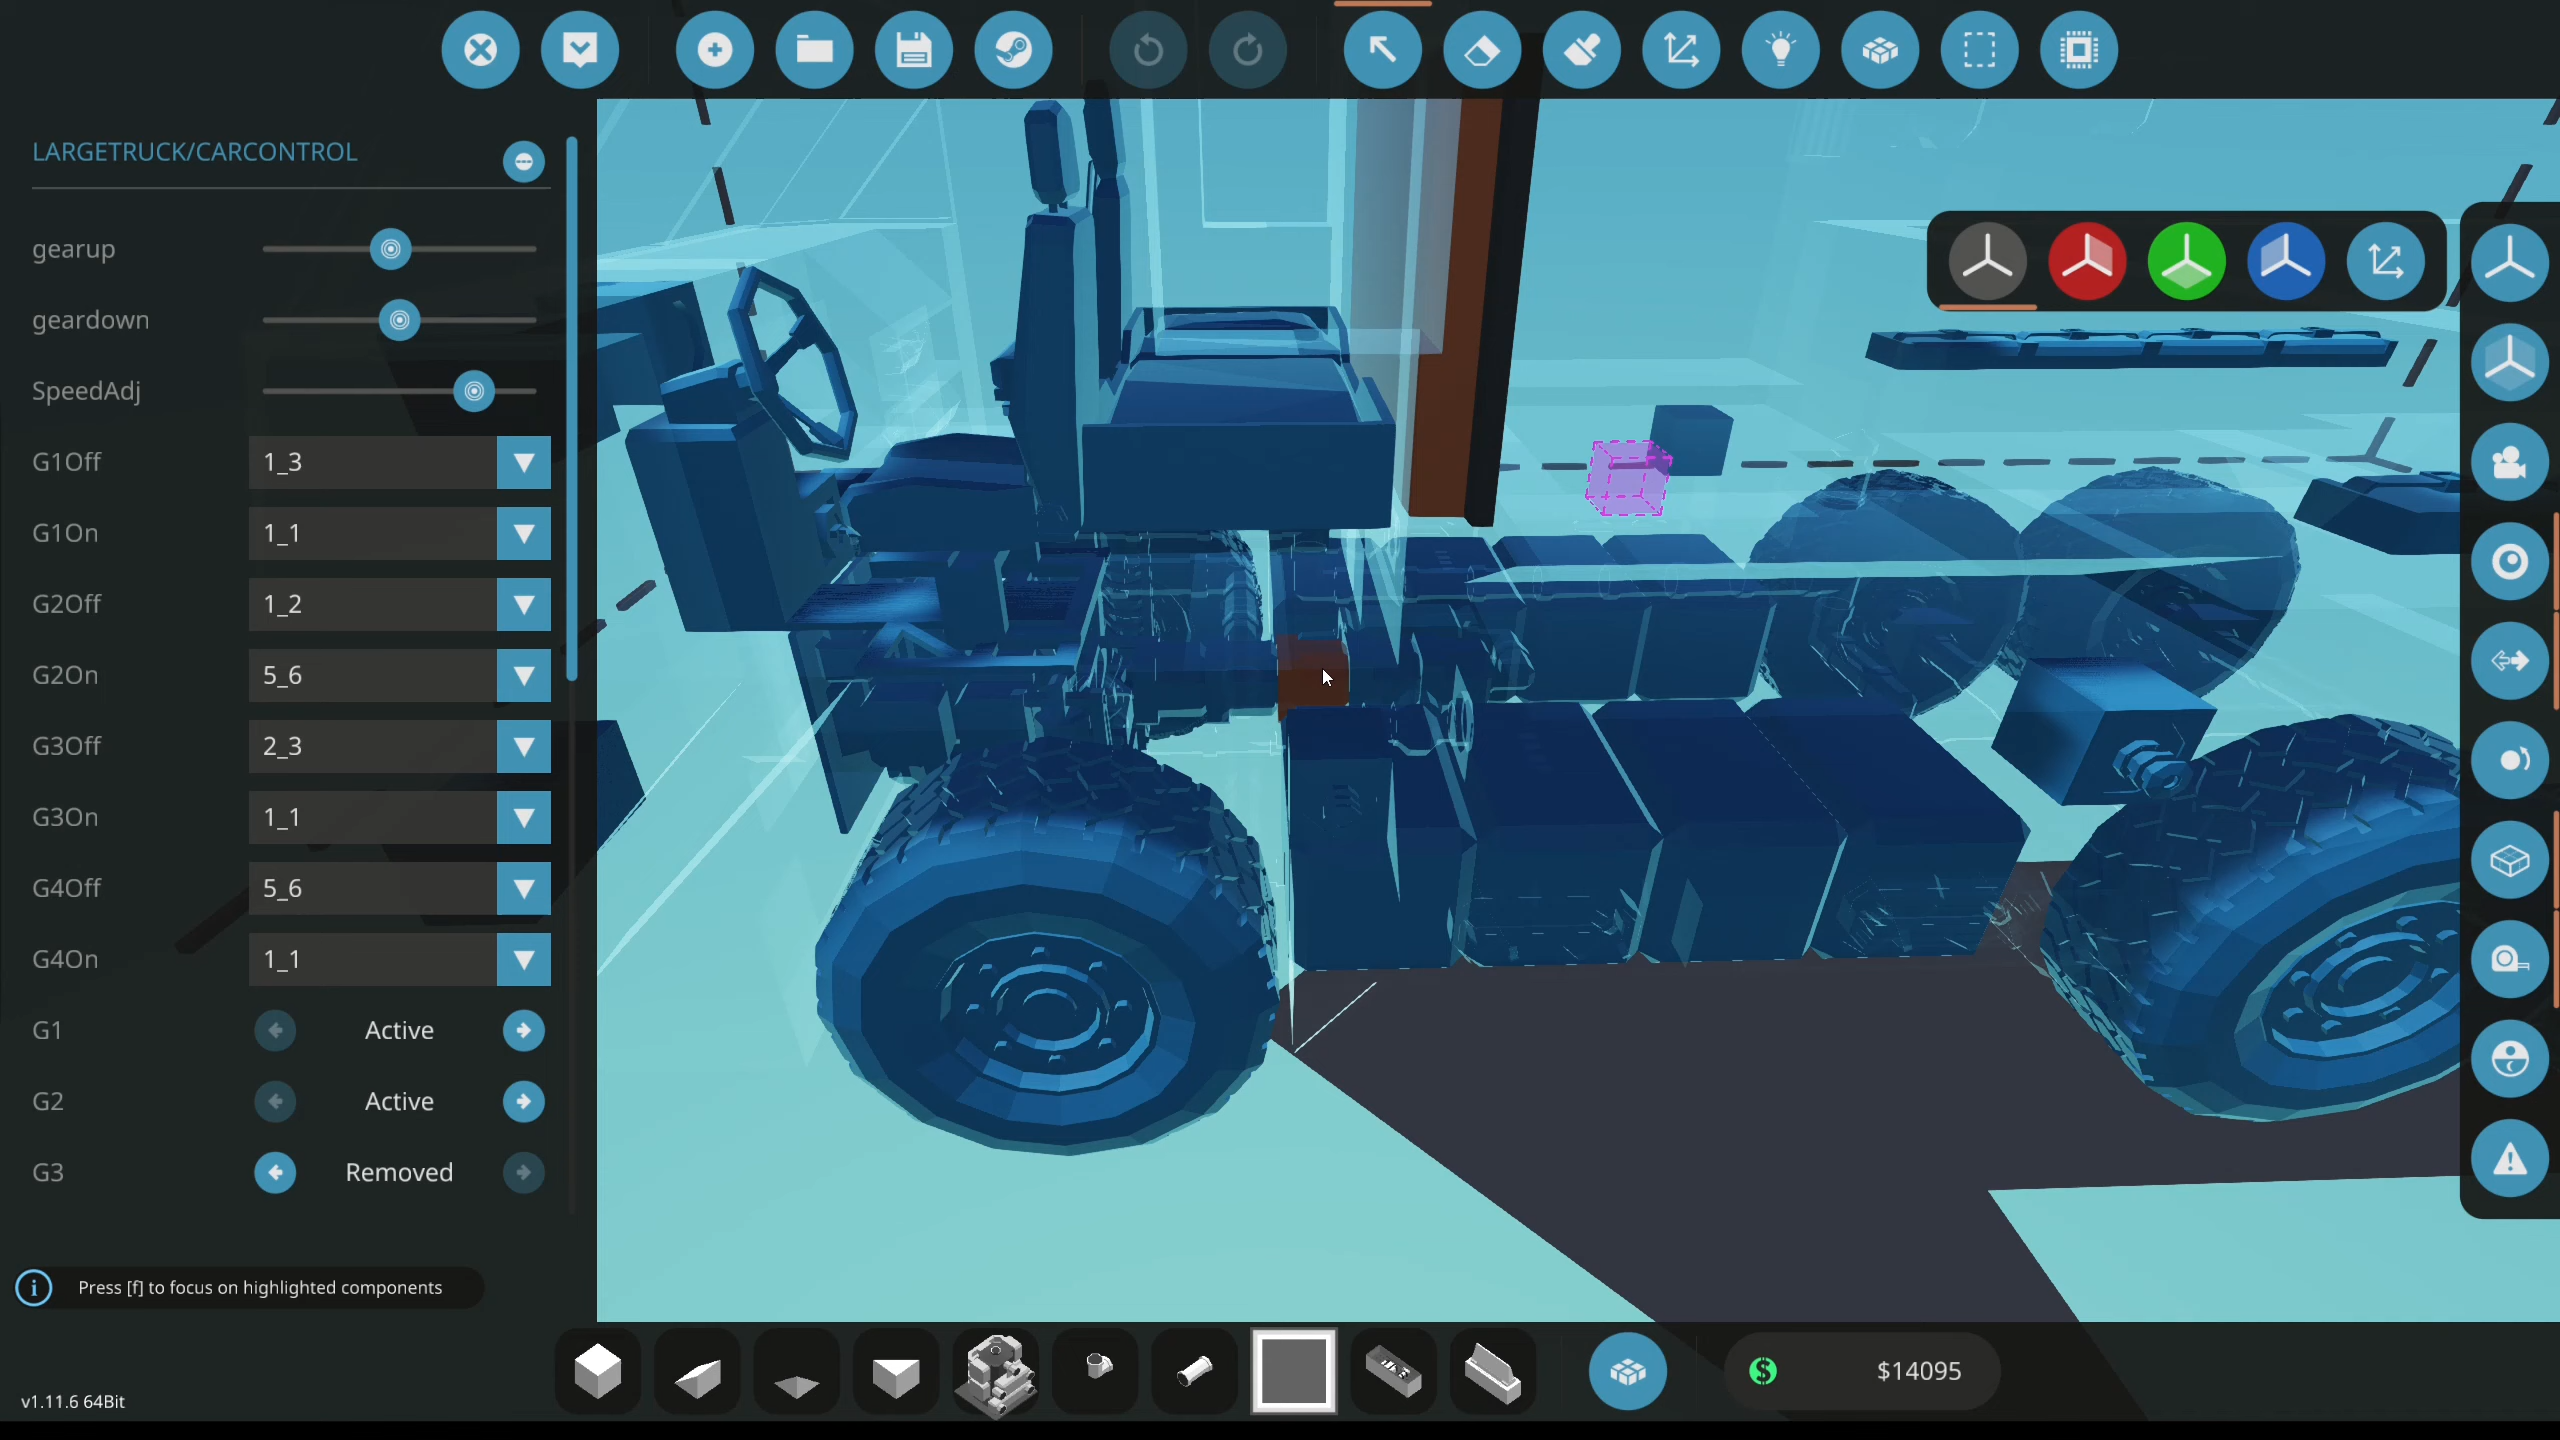 LARGETRUCK/CARCONTROL
gearup
geardown
SpeedAdj
G1Off 1_3
G1On 1_1
G2Off 1_2
G2On 5_6
G3Off 2_3
G3On 1_1
G4Off 5_6
G4On 1_1
G1 Active
G2 Active
G3 Removed
Press [f] to focus on highlighted components
$14095
v1.11.6 64Bit